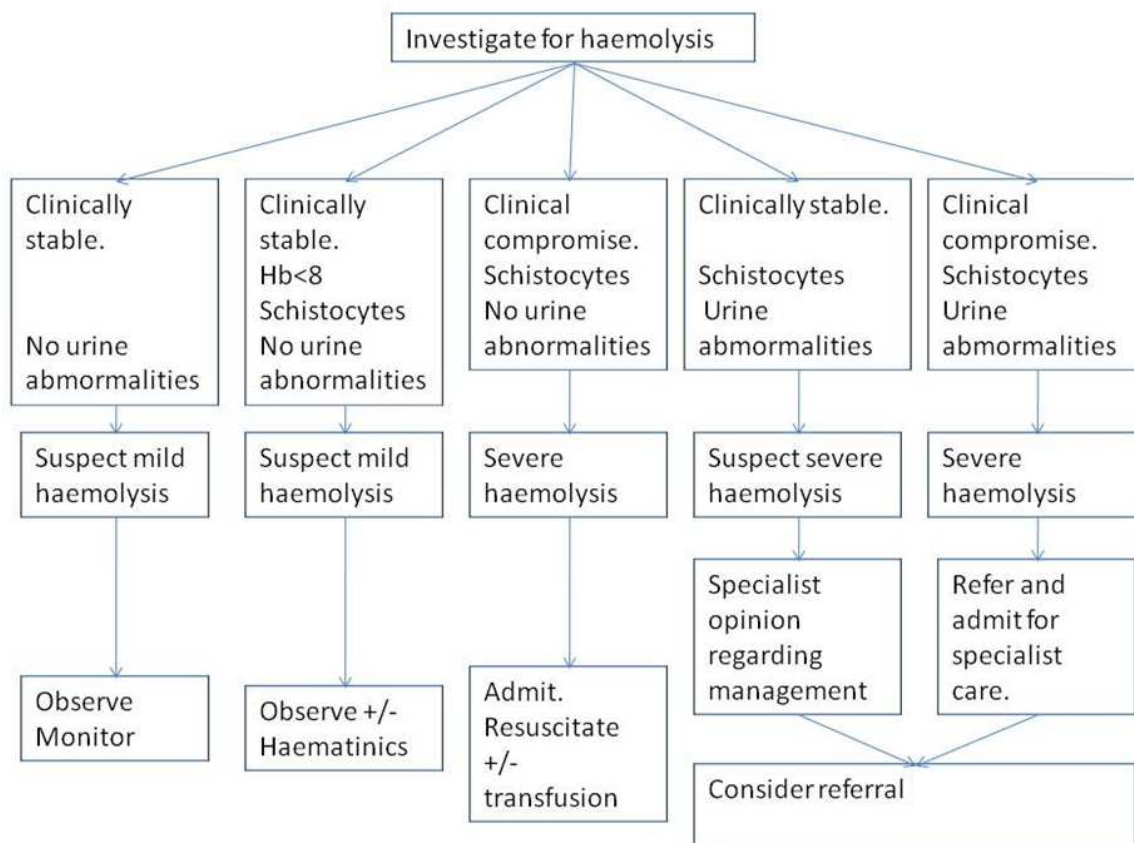 Investigate for haemolysis
Clinically
stable.
No urine
abmormalities
Clinically
stable.
Hb<8
Schistocytes
No urine
abnormalities
Clinical
compromise.
Schistocytes
No urine
abnormalities
Clinically stable.
Schistocytes
Urine
abmormalities
Clinical
compromise.
Schistocytes
Urine
abmormalities
Suspect mild
haemolysis
Suspect mild
haemolysis
Severe
haemolysis
Suspect severe
haemolysis
Severe
haemolysis
Observe
Monitor
Observe +/-
Haematinics
Admit.
Resuscitate
+/-
transfusion
Specialist
opinion
regarding
management
Refer and
admit for
specialist
care.
Consider referral